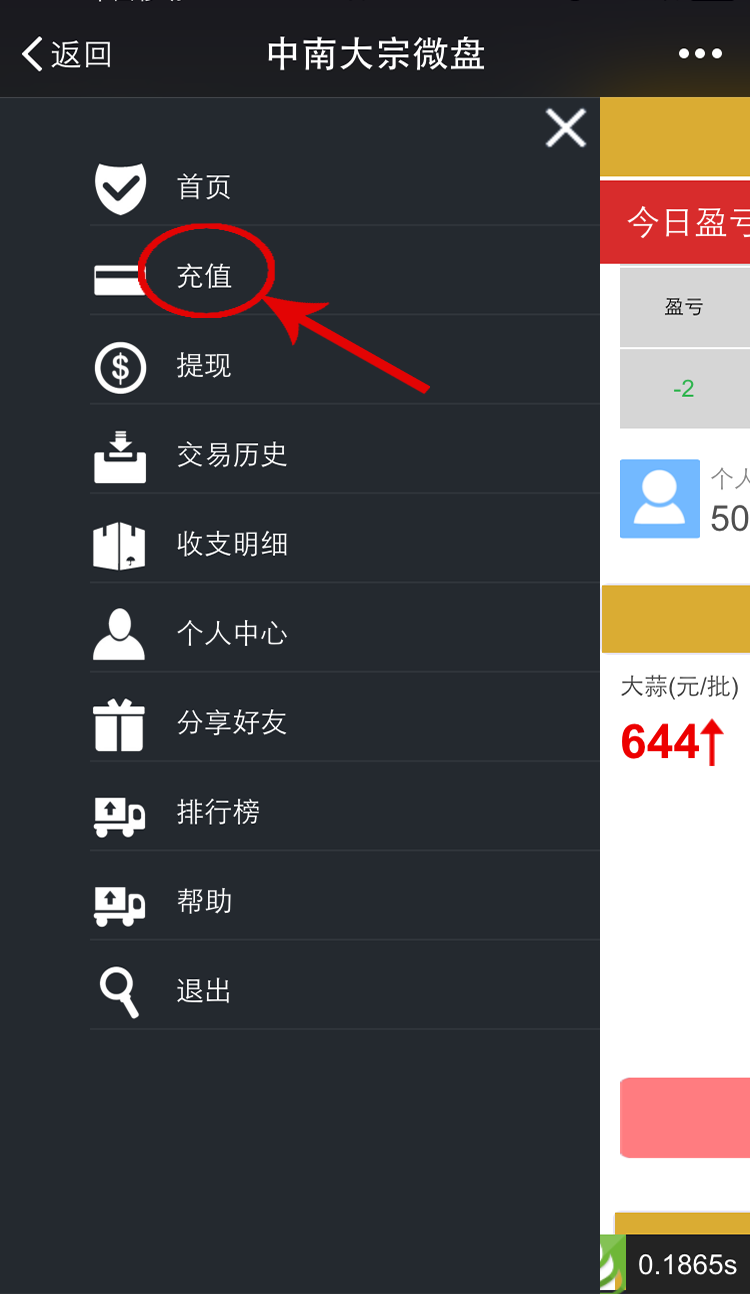 返回
中南大宗微盘
首页
充值
提现
交易历史
收支明细
个人中心
分享好友
排行榜
帮助
退出
今日盈亏
盈亏
-2
个人
50
大蒜(元/批)
644
0.1865s